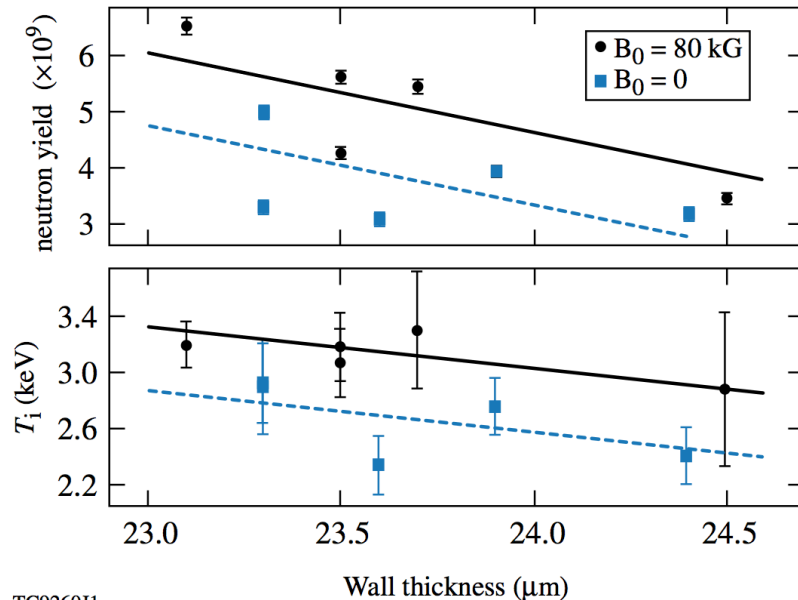 neutron yield (×10⁹)
6
5
4
3
B₀ = 80 kG
B₀ = 0
Tᵢ (keV)
3.4
3.0
2.6
2.2
23.0 23.5 24.0 24.5
Wall thickness (μm)